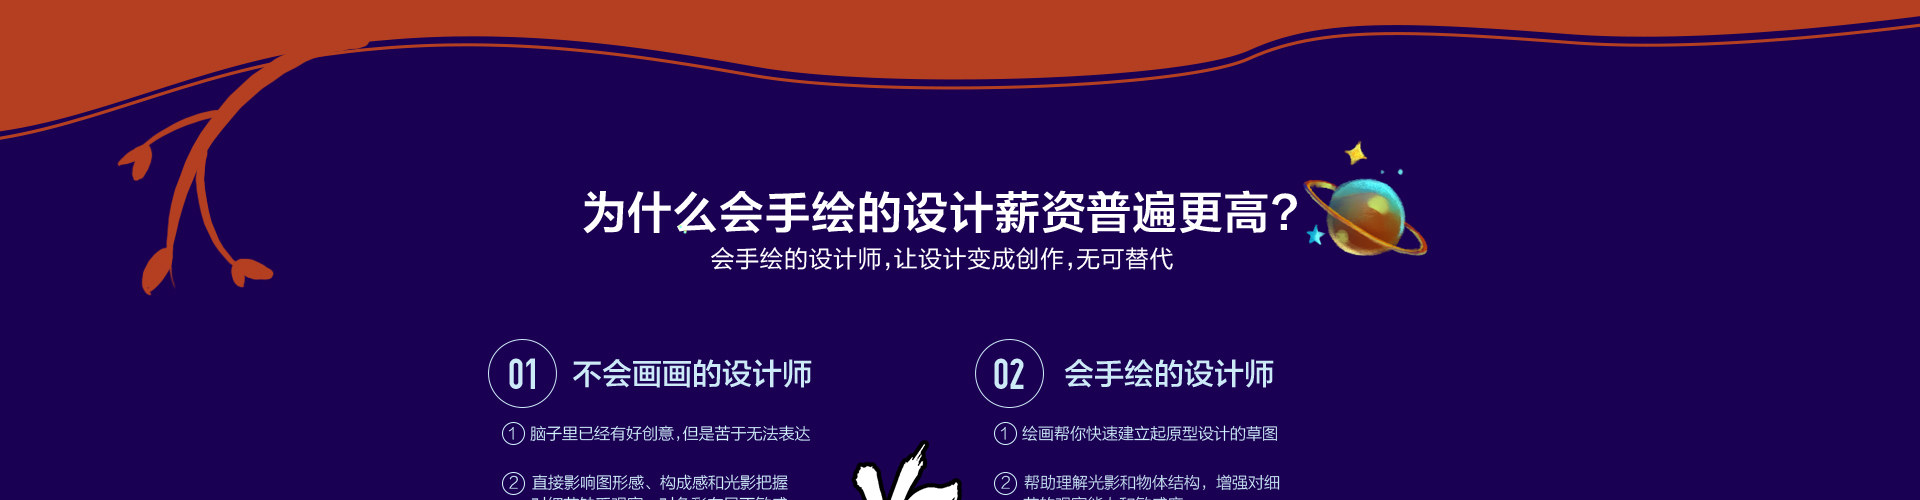 为什么会手绘的设计薪资普遍更高?
会手绘的设计师,让设计变成创作,无可替代
01 不会画画的设计师
① 脑子里已经有好创意,但是苦于无法表达
② 直接影响图形感、构成感和光影把握
02 会手绘的设计师
① 绘画帮你快速建立起原型设计的草图
② 帮助理解光影和物体结构，增强对细